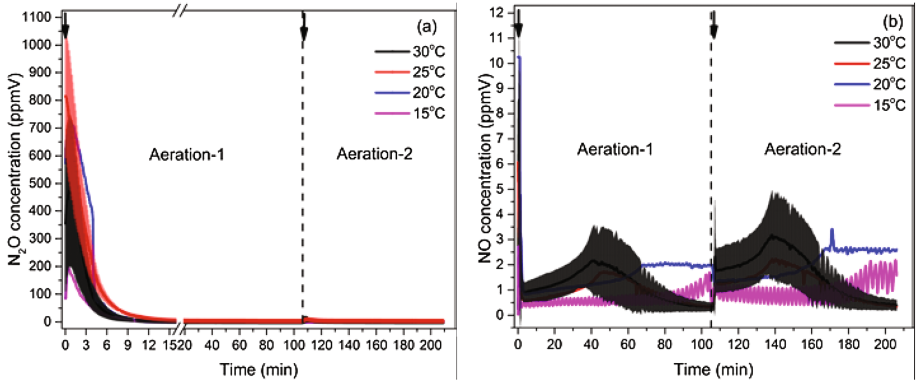 (a)
30°C
25°C
20°C
15°C
Aeration-1
Aeration-2
N₂O concentration (ppmV)
1100
1000
900
800
700
600
500
400
300
200
100
0
0 3 6 9 12 15 20 40 60 80 100 120 140 160 180 200
Time (min)
(b)
30°C
25°C
20°C
15°C
Aeration-1
Aeration-2
NO concentration (ppmV)
12
11
10
9
8
7
6
5
4
3
2
1
0
0 20 40 60 80 100 120 140 160 180 200
Time (min)